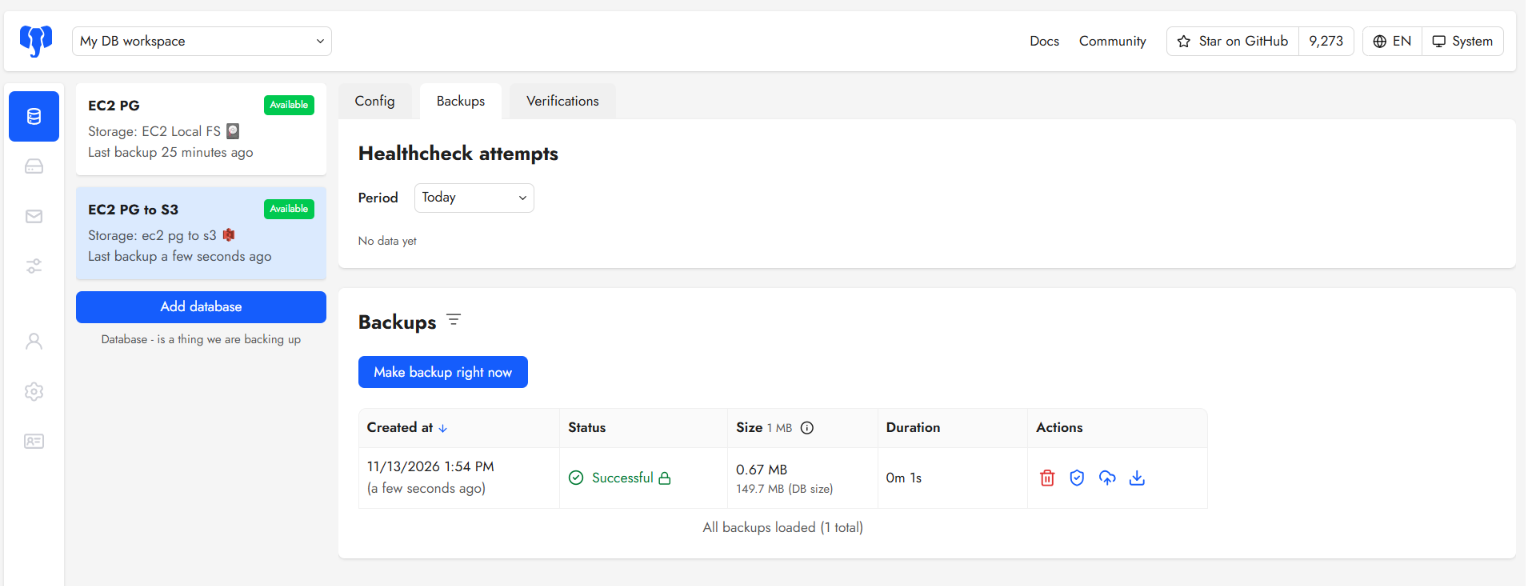 My DB workspace
Docs
Community
Star on GitHub
9,273
EN
System
EC2 PG
Available
Storage: EC2 Local FS
Last backup 25 minutes ago
EC2 PG to S3
Available
Storage: ec2 pg to s3
Last backup a few seconds ago
Add database
Database - is a thing we are backing up
Config
Backups
Verifications
Healthcheck attempts
Period
Today
No data yet
Backups
Make backup right now
Created at
Status
Size 1 MB
Duration
Actions
11/13/2026 1:54 PM
(a few seconds ago)
Successful
0.67 MB
149.7 MB (DB size)
0m 1s
All backups loaded (1 total)